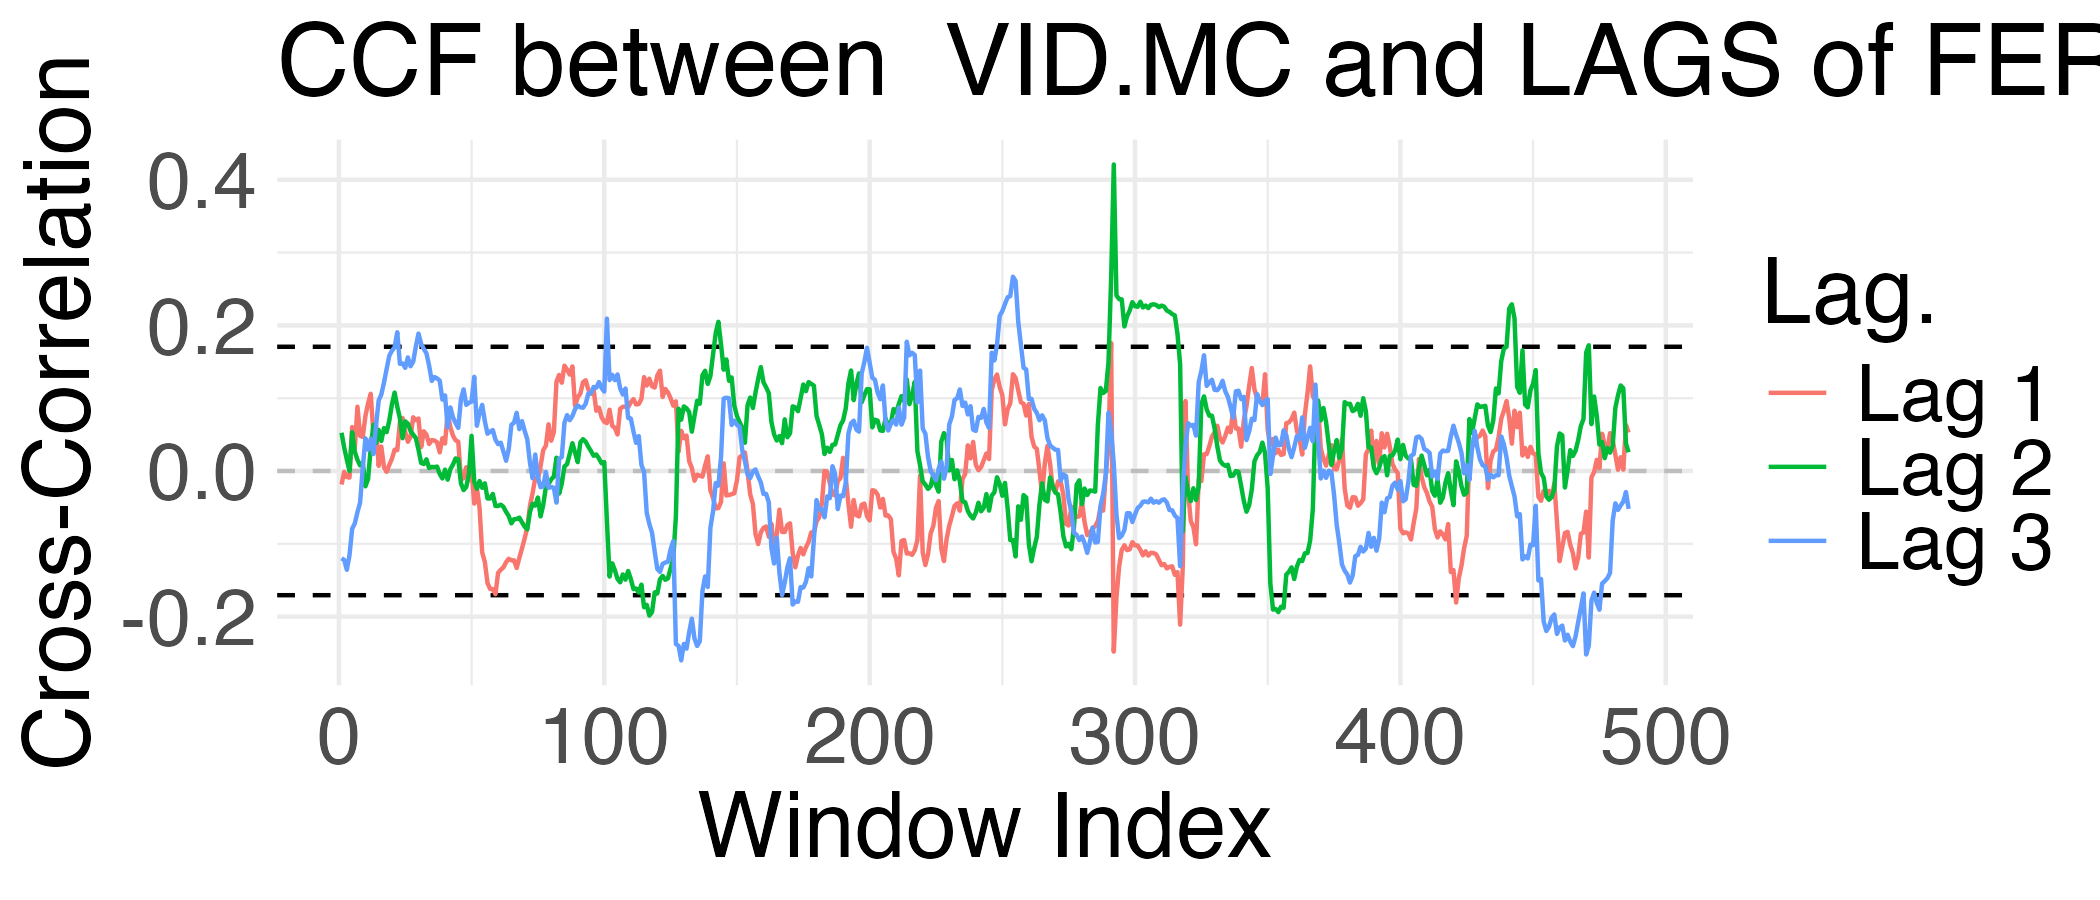 CCF between  VID.MC and LAGS of FER
Cross-Correlation
0.4
0.2
0.0
-0.2
0
100
200
300
400
500
Window Index
Lag.
Lag 1
Lag 2
Lag 3